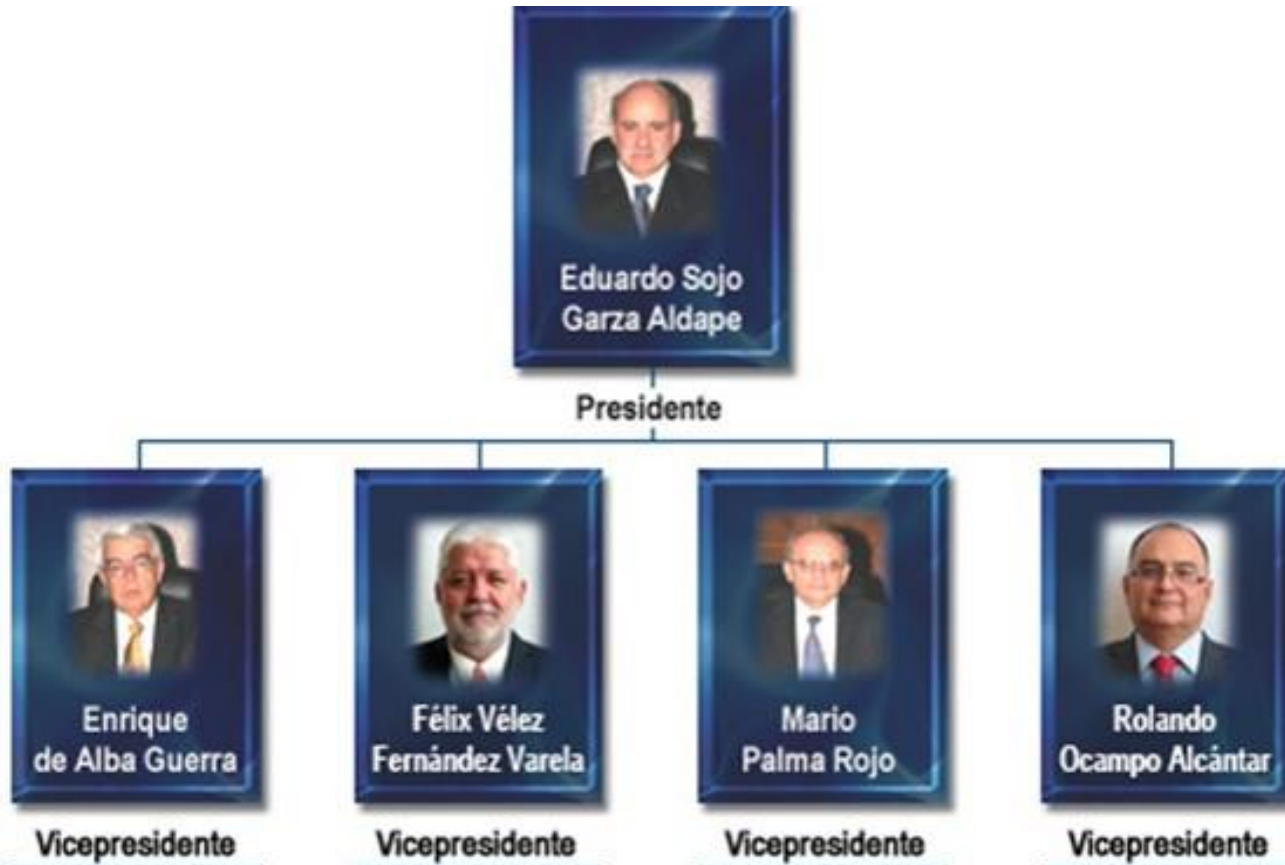 Eduardo Sojo
Garza Aldape
Presidente
Enrique
de Alba Guerra
Félix Vélez
Fernández Varela
Mario
Palma Rojo
Rolando
Ocampo Alcántar
Vicepresidente
Vicepresidente
Vicepresidente
Vicepresidente